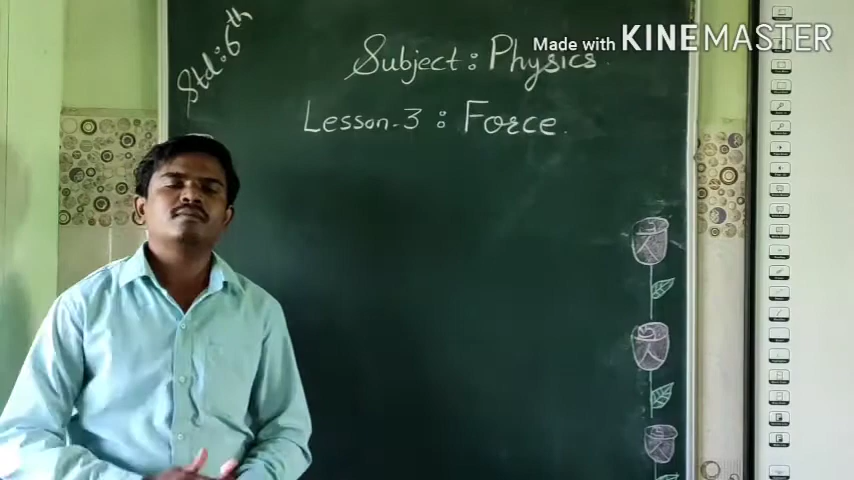 Std: 6th
Subject : Physics
Made with KINEMASTER
Lesson-3 : Force.